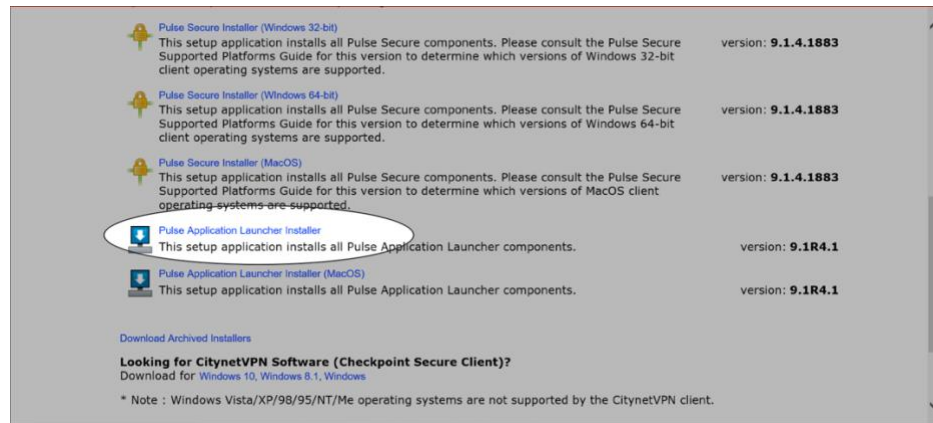 Pulse Secure Installer (Windows 32-bit)
This setup application installs all Pulse Secure components. Please consult the Pulse Secure version: 9.1.4.1883
Supported Platforms Guide for this version to determine which versions of Windows 32-bit
client operating systems are supported.
Pulse Secure Installer (Windows 64-bit)
This setup application installs all Pulse Secure components. Please consult the Pulse Secure version: 9.1.4.1883
Supported Platforms Guide for this version to determine which versions of Windows 64-bit
client operating systems are supported.
Pulse Secure Installer (MacOS)
This setup application installs all Pulse Secure components. Please consult the Pulse Secure version: 9.1.4.1883
Supported Platforms Guide for this version to determine which versions of MacOS client
operating systems are supported.
Pulse Application Launcher Installer
This setup application installs all Pulse Application Launcher components. version: 9.1R4.1
Pulse Application Launcher Installer (MacOS)
This setup application installs all Pulse Application Launcher components. version: 9.1R4.1
Download Archived Installers
Looking for CitynetVPN Software (Checkpoint Secure Client)?
Download for Windows 10, Windows 8.1, Windows
* Note : Windows Vista/XP/98/95/NT/Me operating systems are not supported by the CitynetVPN client.